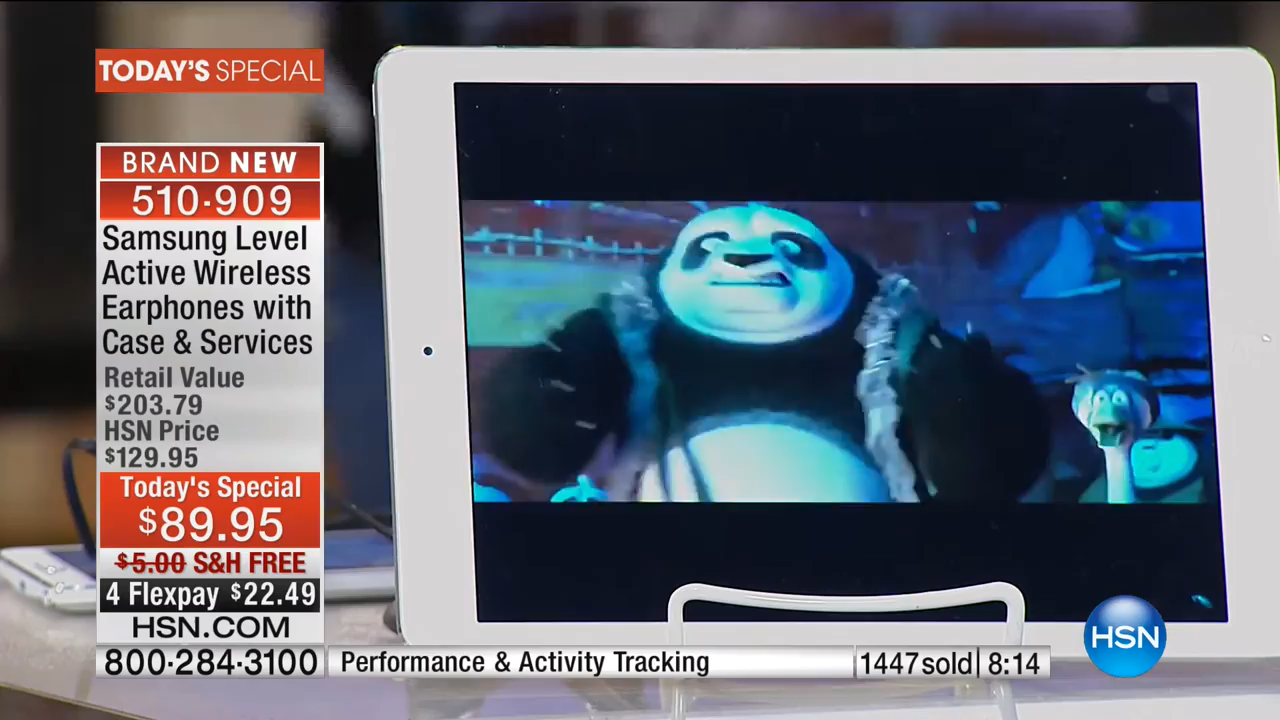 TODAY'S SPECIAL
BRAND NEW
510-909
Samsung Level
Active Wireless
Earphones with
Case & Services
Retail Value
$203.79
HSN Price
$129.95
Today's Special
$89.95
$5.00 S&H FREE
4 Flexpay $22.49
HSN.COM
800-284-3100
Performance & Activity Tracking
1447 sold
8:14
HSN